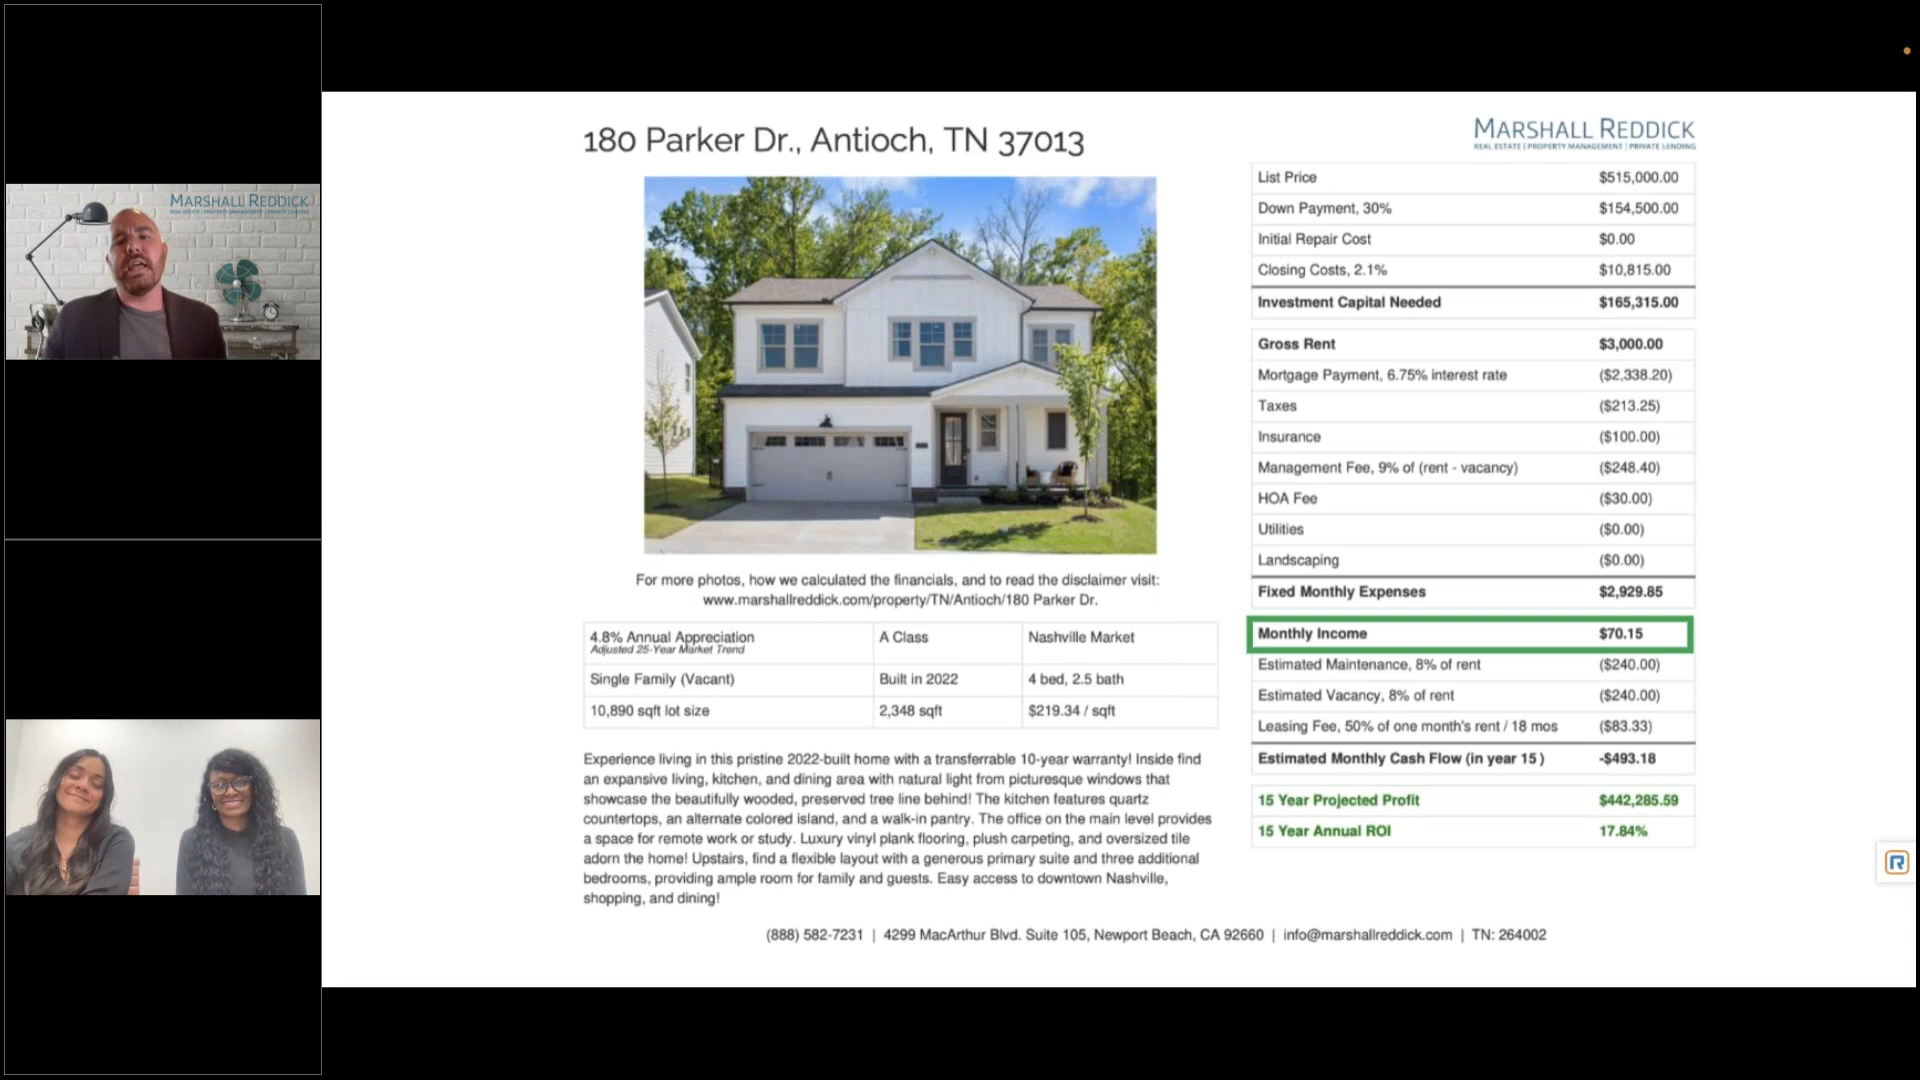 MARSHALL REDDICK
REAL ESTATE | PROPERTY MANAGEMENT | PRIVATE LENDING
180 Parker Dr., Antioch, TN 37013
MARSHALL REDDICK
REAL ESTATE | PROPERTY MANAGEMENT | PRIVATE LENDING
For more photos, how we calculated the financials, and to read the disclaimer visit:
www.marshallreddick.com/property/TN/Antioch/180 Parker Dr.
4.8% Annual Appreciation A Class Nashville Market
Adjusted 25-Year Market Trend
Single Family (Vacant) Built in 2022 4 bed, 2.5 bath
10,890 sqft lot size 2,348 sqft $219.34 / sqft
Experience living in this pristine 2022-built home with a transferrable 10-year warranty! Inside find
an expansive living, kitchen, and dining area with natural light from picturesque windows that
showcase the beautifully wooded, preserved tree line behind! The kitchen features quartz
countertops, an alternate colored island, and a walk-in pantry. The office on the main level provides
a space for remote work or study. Luxury vinyl plank flooring, plush carpeting, and oversized tile
adorn the home! Upstairs, find a flexible layout with a generous primary suite and three additional
bedrooms, providing ample room for family and guests. Easy access to downtown Nashville,
shopping, and dining!
List Price $515,000.00
Down Payment, 30% $154,500.00
Initial Repair Cost $0.00
Closing Costs, 2.1% $10,815.00
Investment Capital Needed $165,315.00
Gross Rent $3,000.00
Mortgage Payment, 6.75% interest rate ($2,338.20)
Taxes ($213.25)
Insurance ($100.00)
Management Fee, 9% of (rent - vacancy) ($248.40)
HOA Fee ($30.00)
Utilities ($0.00)
Landscaping ($0.00)
Fixed Monthly Expenses $2,929.85
Monthly Income $70.15
Estimated Maintenance, 8% of rent ($240.00)
Estimated Vacancy, 8% of rent ($240.00)
Leasing Fee, 50% of one month's rent / 18 mos ($83.33)
Estimated Monthly Cash Flow (in year 15 ) -$493.18
15 Year Projected Profit $442,285.59
15 Year Annual ROI 17.84%
R
(888) 582-7231 | 4299 MacArthur Blvd. Suite 105, Newport Beach, CA 92660 | info@marshallreddick.com | TN: 264002